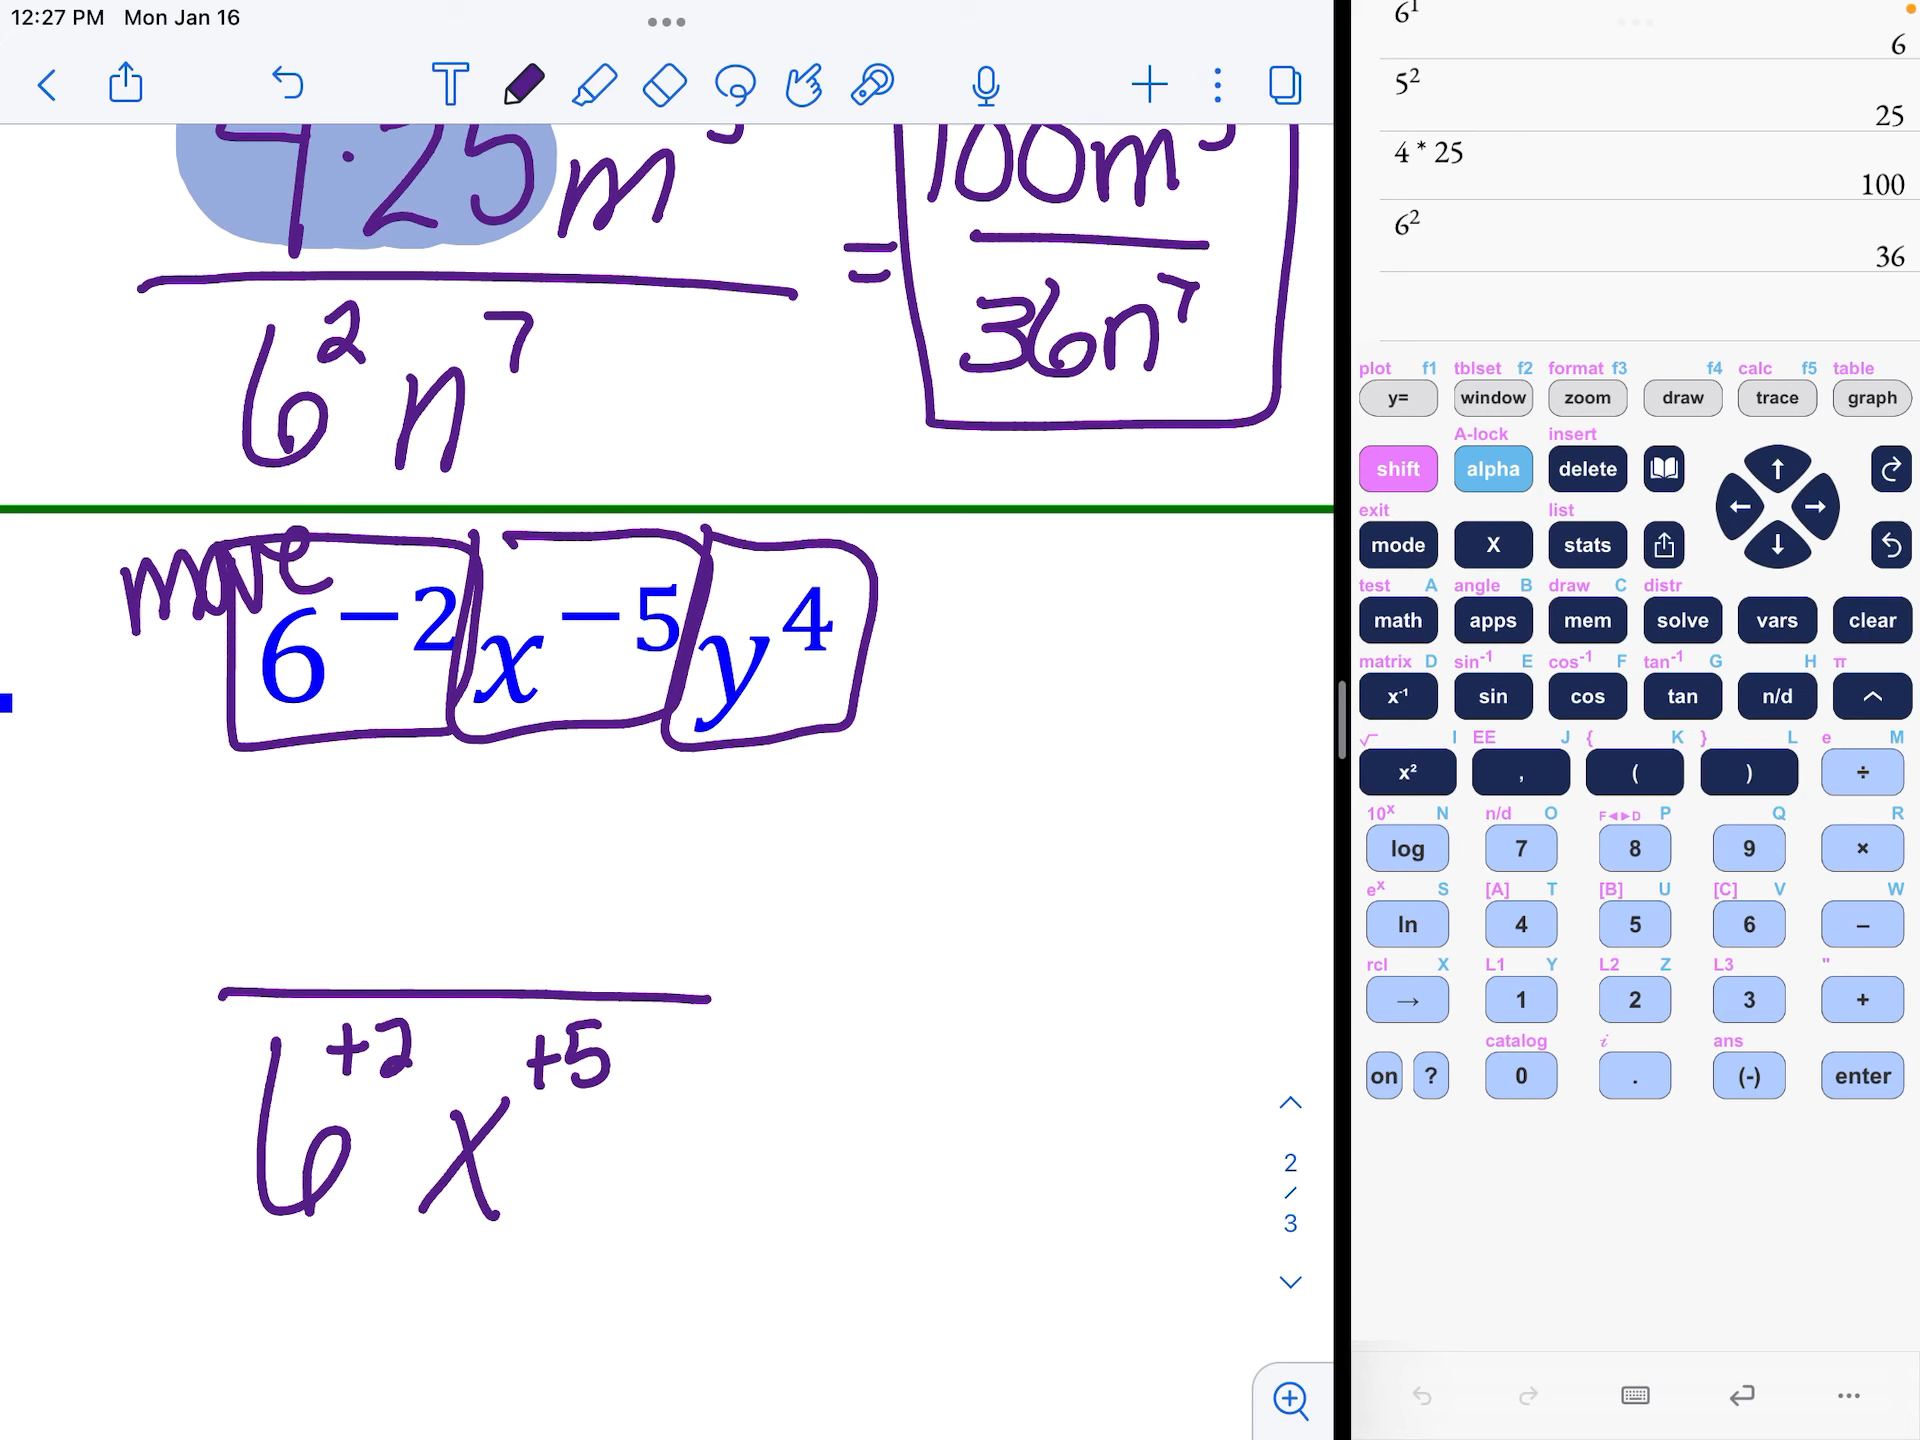 12:27 PM Mon Jan 16
4·25m
6² n⁷
=
100m
36n⁷
move
6⁻²x⁻⁵y⁴
6⁺² x⁺⁵
2
/
3
6¹
6
5²
25
4 * 25
100
6²
36
plot f1 tblset f2 format f3 f4 calc f5 table
y= window zoom draw trace graph
A-lock insert
shift alpha delete
exit list
mode X stats
test A angle B draw C distr
math apps mem solve vars clear
matrix D sin⁻¹ E cos⁻¹ F tan⁻¹ G H π
x⁻¹ sin cos tan n/d ^
√ I EE J { K } L e M
x² , ( ) ÷
10ˣ N n/d O F◄►D P Q R
log 7 8 9 ×
eˣ S [A] T [B] U [C] V W
ln 4 5 6 –
rcl X L1 Y L2 Z L3 "
→ 1 2 3 +
catalog i ans
on ? 0 . (-) enter